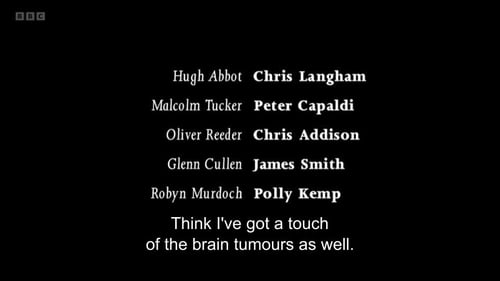 BBC
Hugh Abbot Chris Langham
Malcolm Tucker Peter Capaldi
Oliver Reeder Chris Addison
Glenn Cullen James Smith
Robyn Murdoch Polly Kemp
Think I've got a touch
of the brain tumours as well.